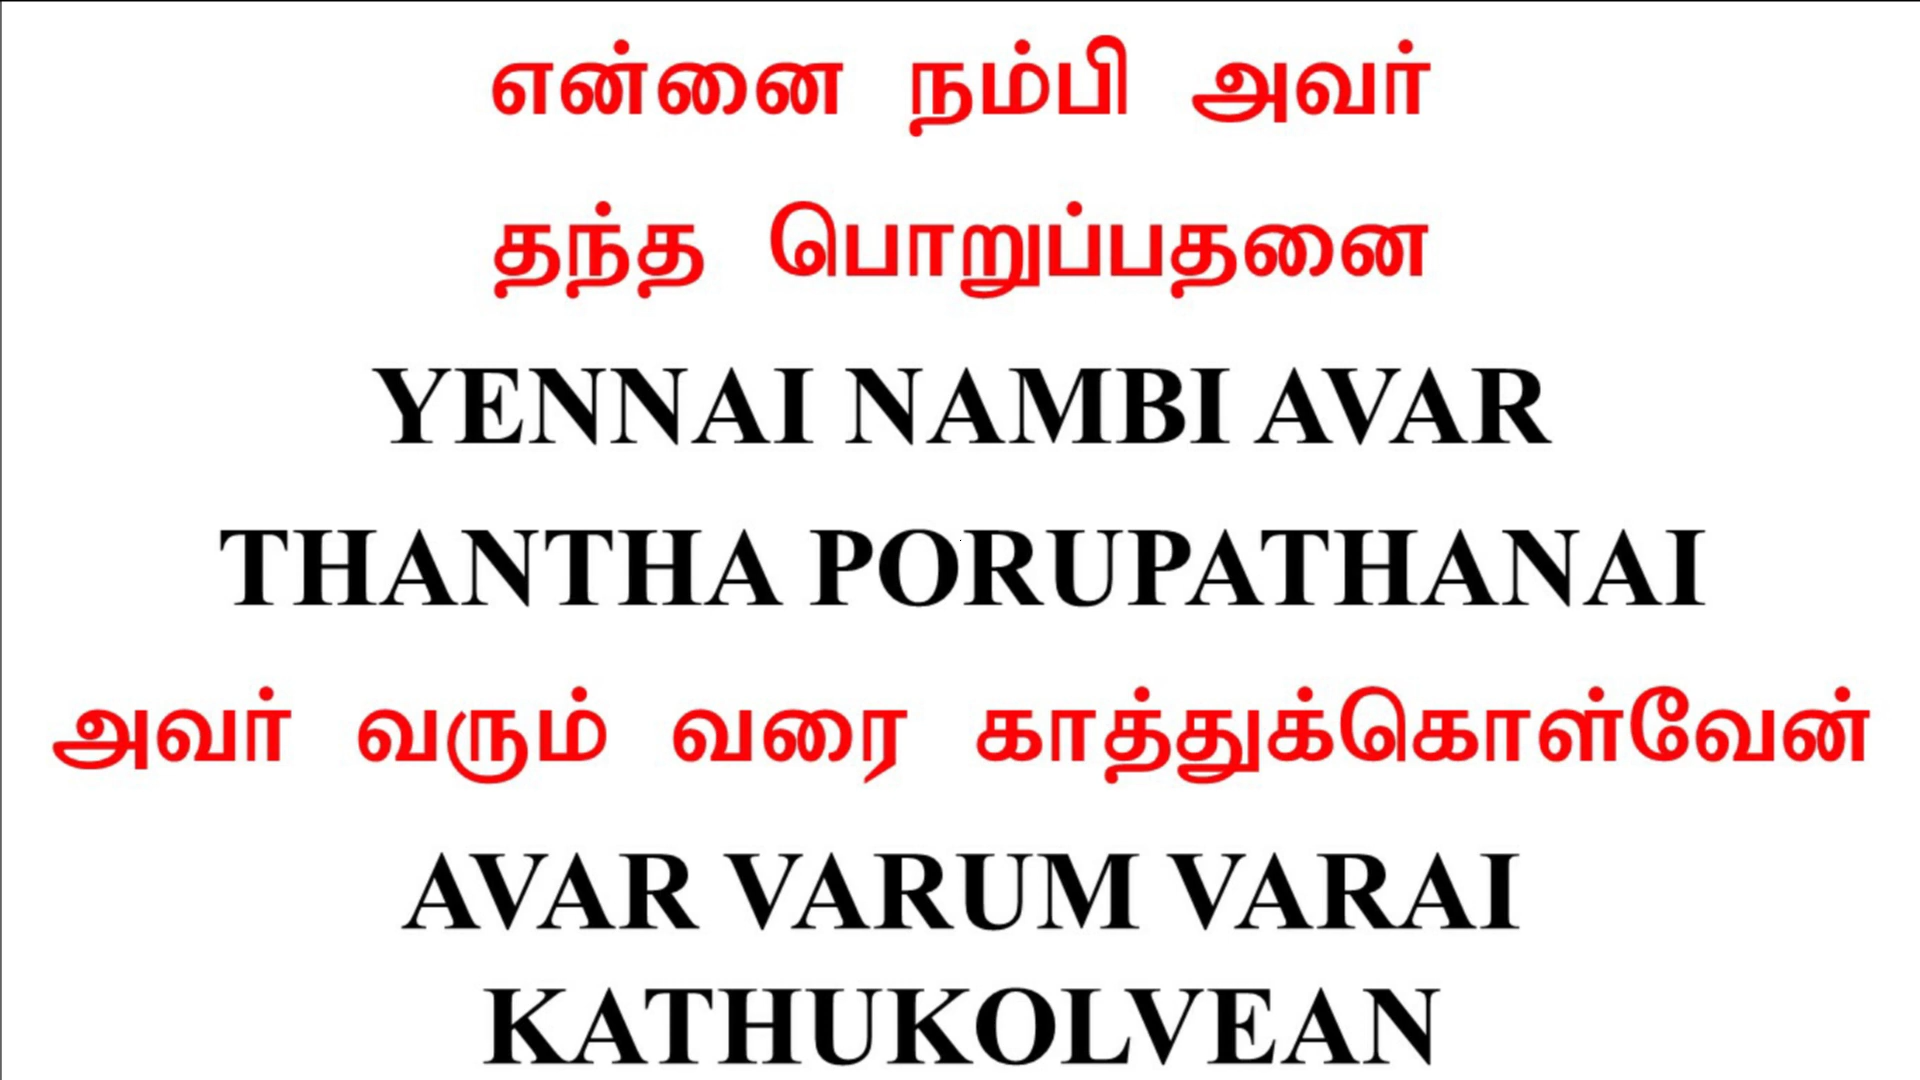 என்னை நம்பி அவர்
தந்த பொறுப்பதனை
YENNAI NAMBI AVAR
THANTHA PORUPATHANAI
அவர் வரும் வரை காத்துக்கொள்வேன்
AVAR VARUM VARAI
KATHUKOLVEAN